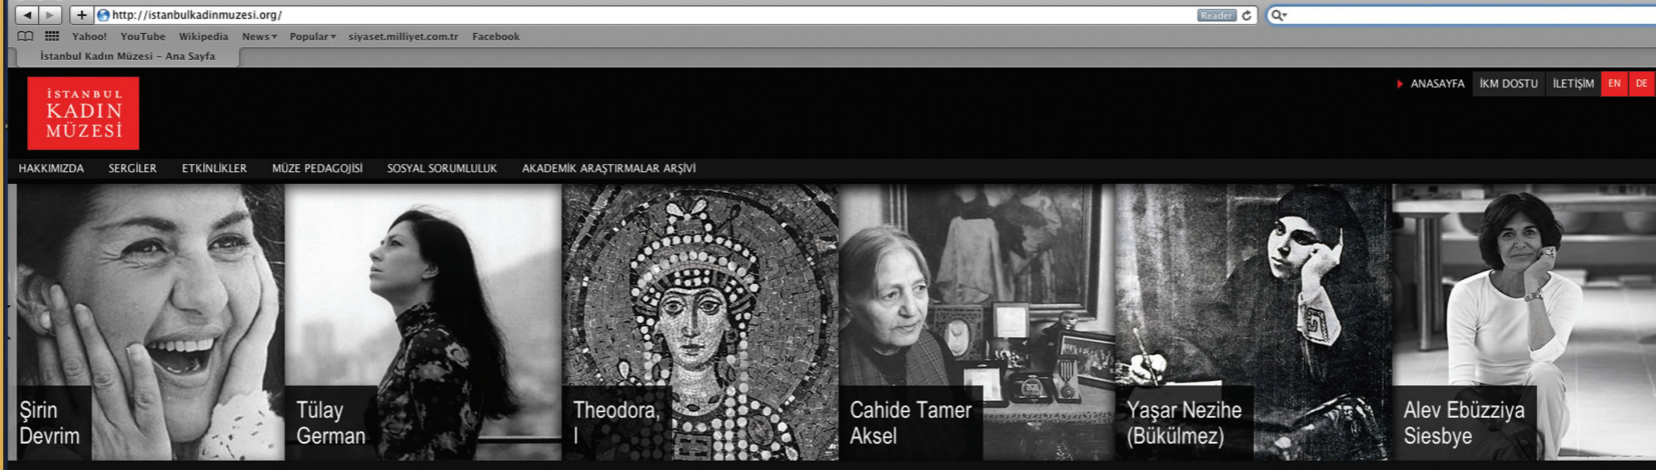 http://istanbulkadinmuzesi.org/
Reader
Yahoo! YouTube Wikipedia News Popular siyaset.milliyet.com.tr Facebook
İstanbul Kadın Müzesi – Ana Sayfa
İSTANBUL
KADIN
MÜZESİ
ANASAYFA İKM DOSTU İLETİŞİM EN DE
HAKKIMIZDA SERGİLER ETKİNLİKLER MÜZE PEDAGOJİSİ SOSYAL SORUMLULUK AKADEMİK ARAŞTIRMALAR ARŞİVİ
Şirin
Devrim
Tülay
German
Theodora,
I
Cahide Tamer
Aksel
Yaşar Nezihe
(Bükülmez)
Alev Ebüzziya
Siesbye